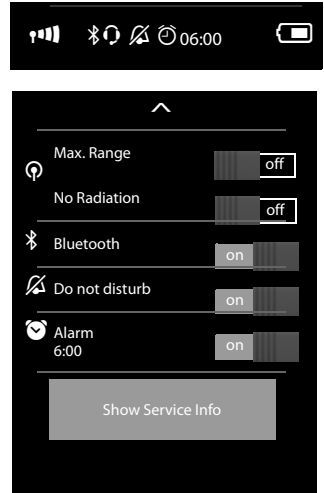 06:00
Max. Range
off
No Radiation
off
Bluetooth
on
Do not disturb
on
Alarm
6:00
on
Show Service Info